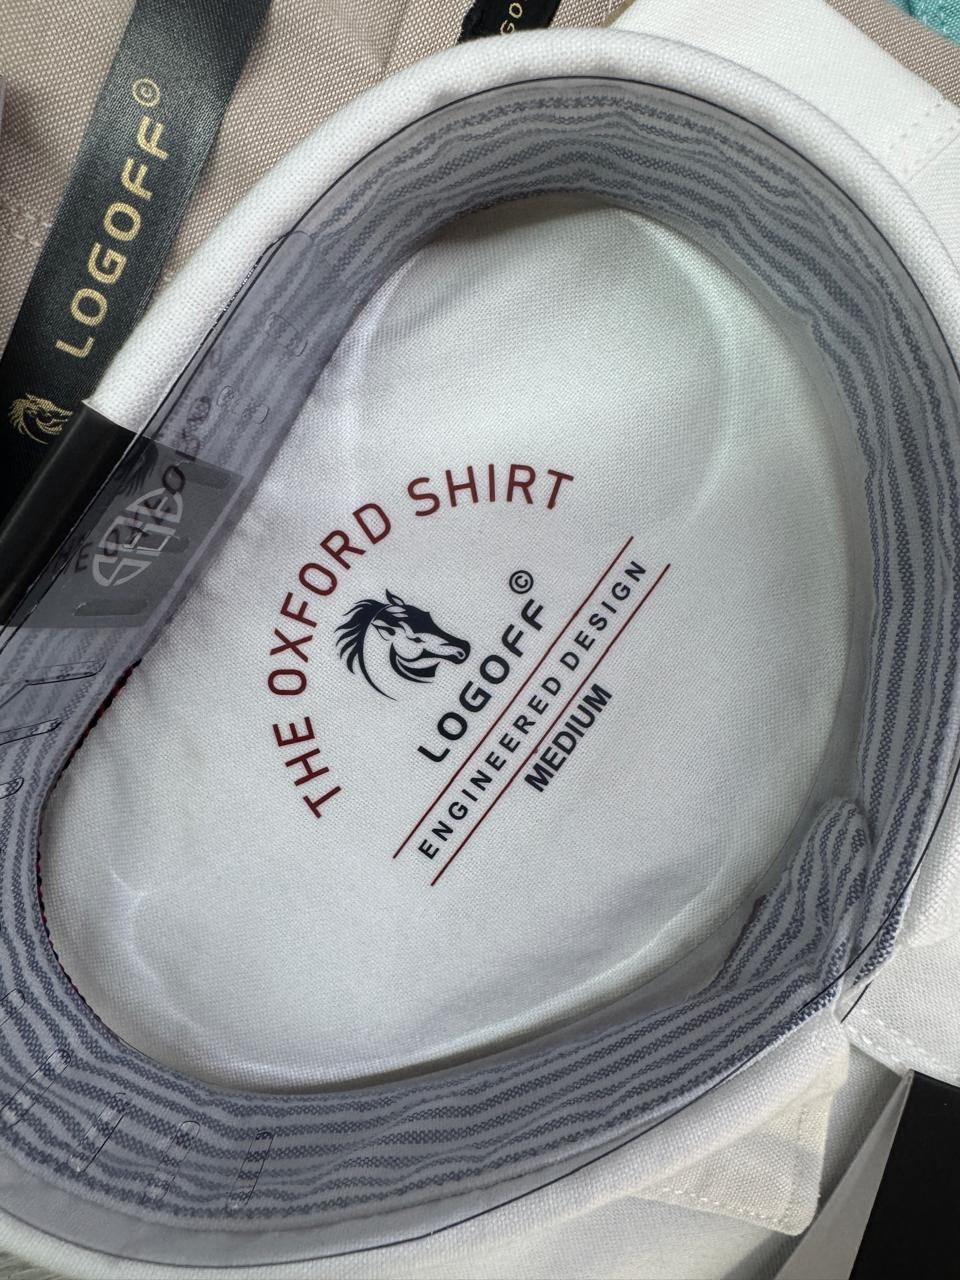 LOGOFF©
THE OXFORD SHIRT
LOGOFF©
ENGINEERED DESIGN
MEDIUM